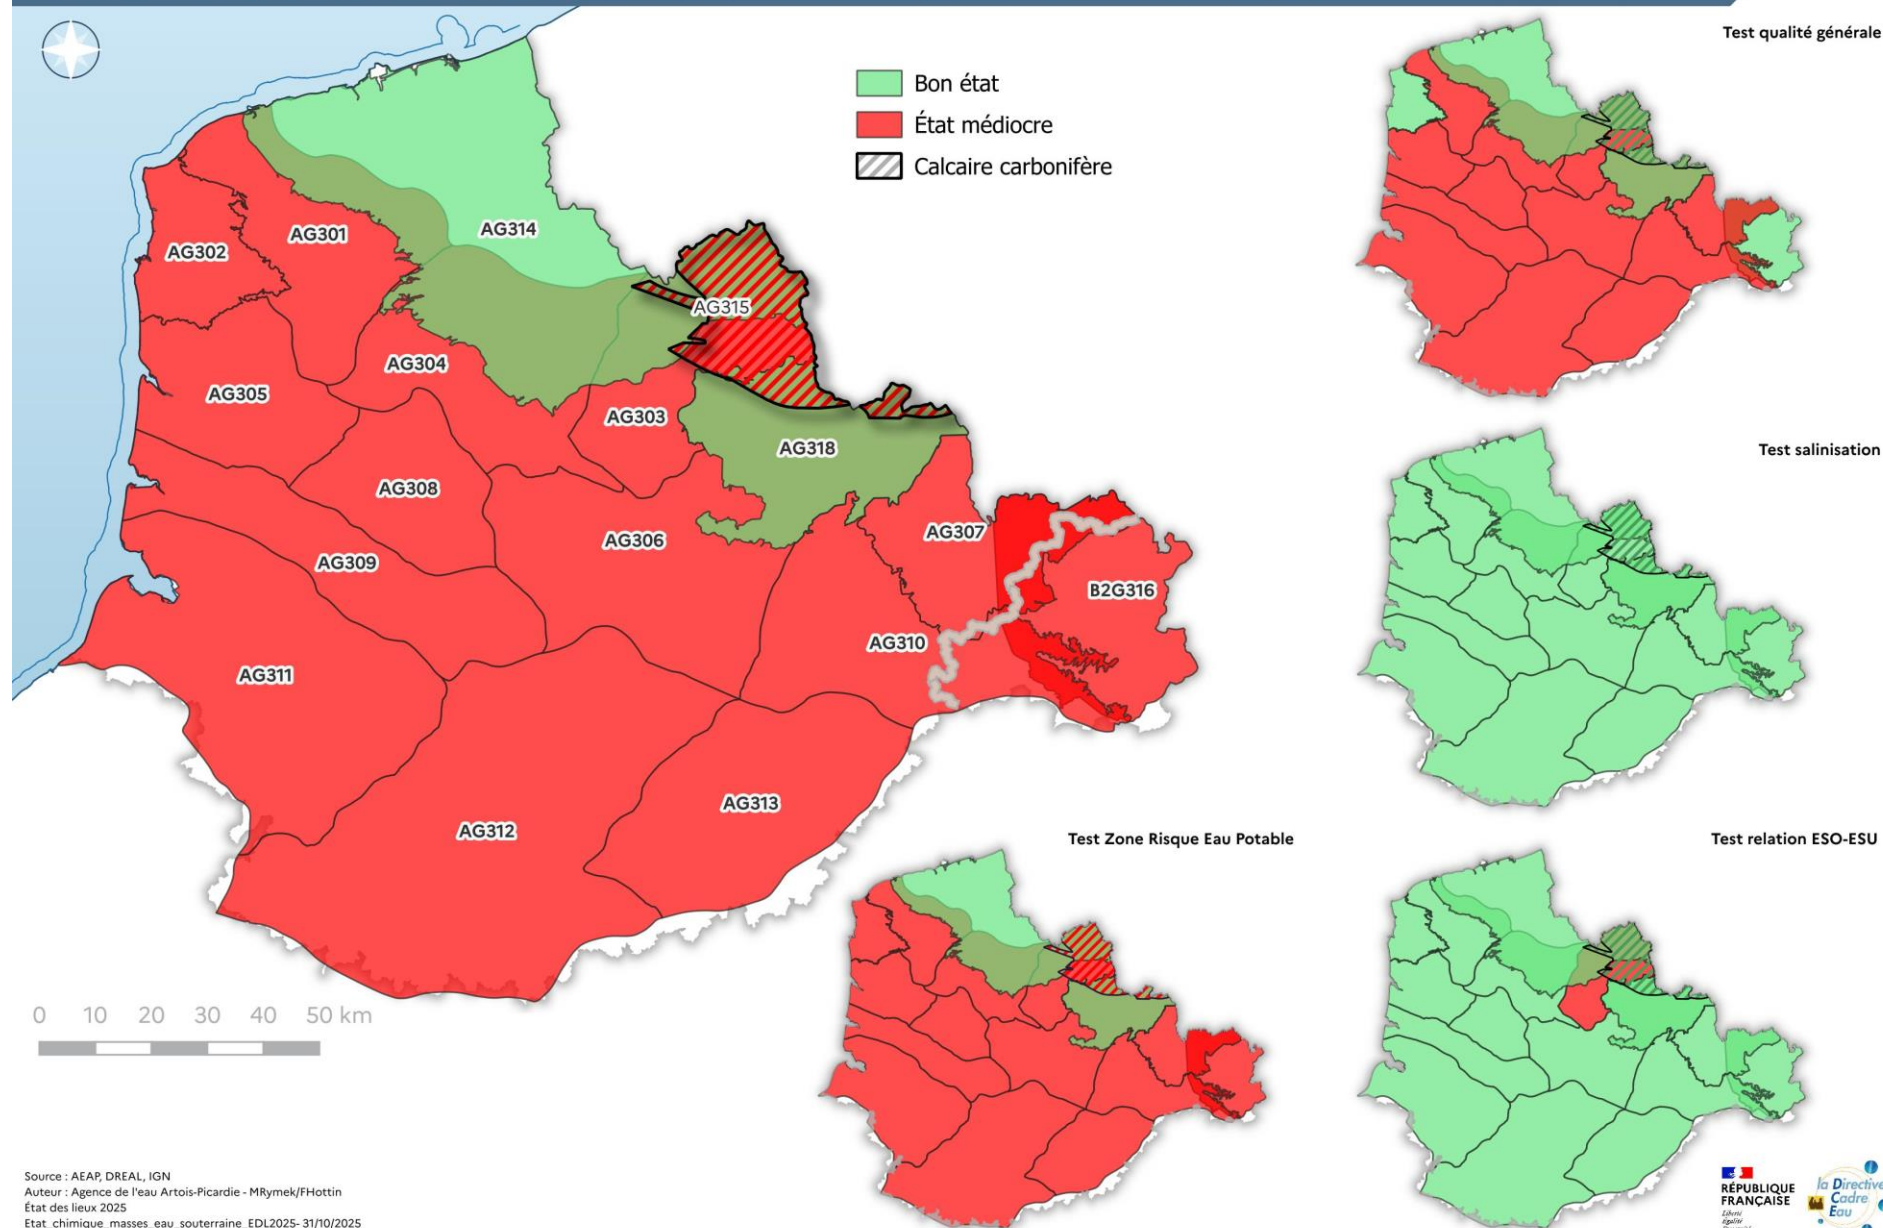 Test qualité générale
Bon état
État médiocre
Calcaire carbonifère
AG314
AG301
AG302
AG315
AG304
AG305
AG303
AG318
Test salinisation
AG308
AG306
AG307
AG309
B2G316
AG310
AG311
AG313
AG312
Test Zone Risque Eau Potable
Test relation ESO-ESU
0 10 20 30 40 50 km
Source : AEAP, DREAL, IGN
Auteur : Agence de l'eau Artois-Picardie - MRymek/FHottin
État des lieux 2025
Etat_chimique_masses_eau_souterraine_EDL2025- 31/10/2025
RÉPUBLIQUE
FRANÇAISE
Liberté
Égalité
la Directive
Cadre
Eau